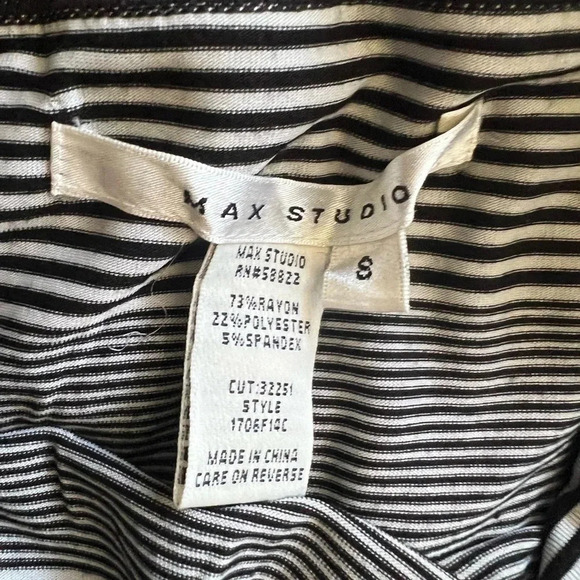 MAX STUDIO
S
MAX STUDIO
RN#58822
73%RAYON
22%POLYESTER
5%SPANDEX
CUT:32251
STYLE
1706F14C
MADE IN CHINA
CARE ON REVERSE